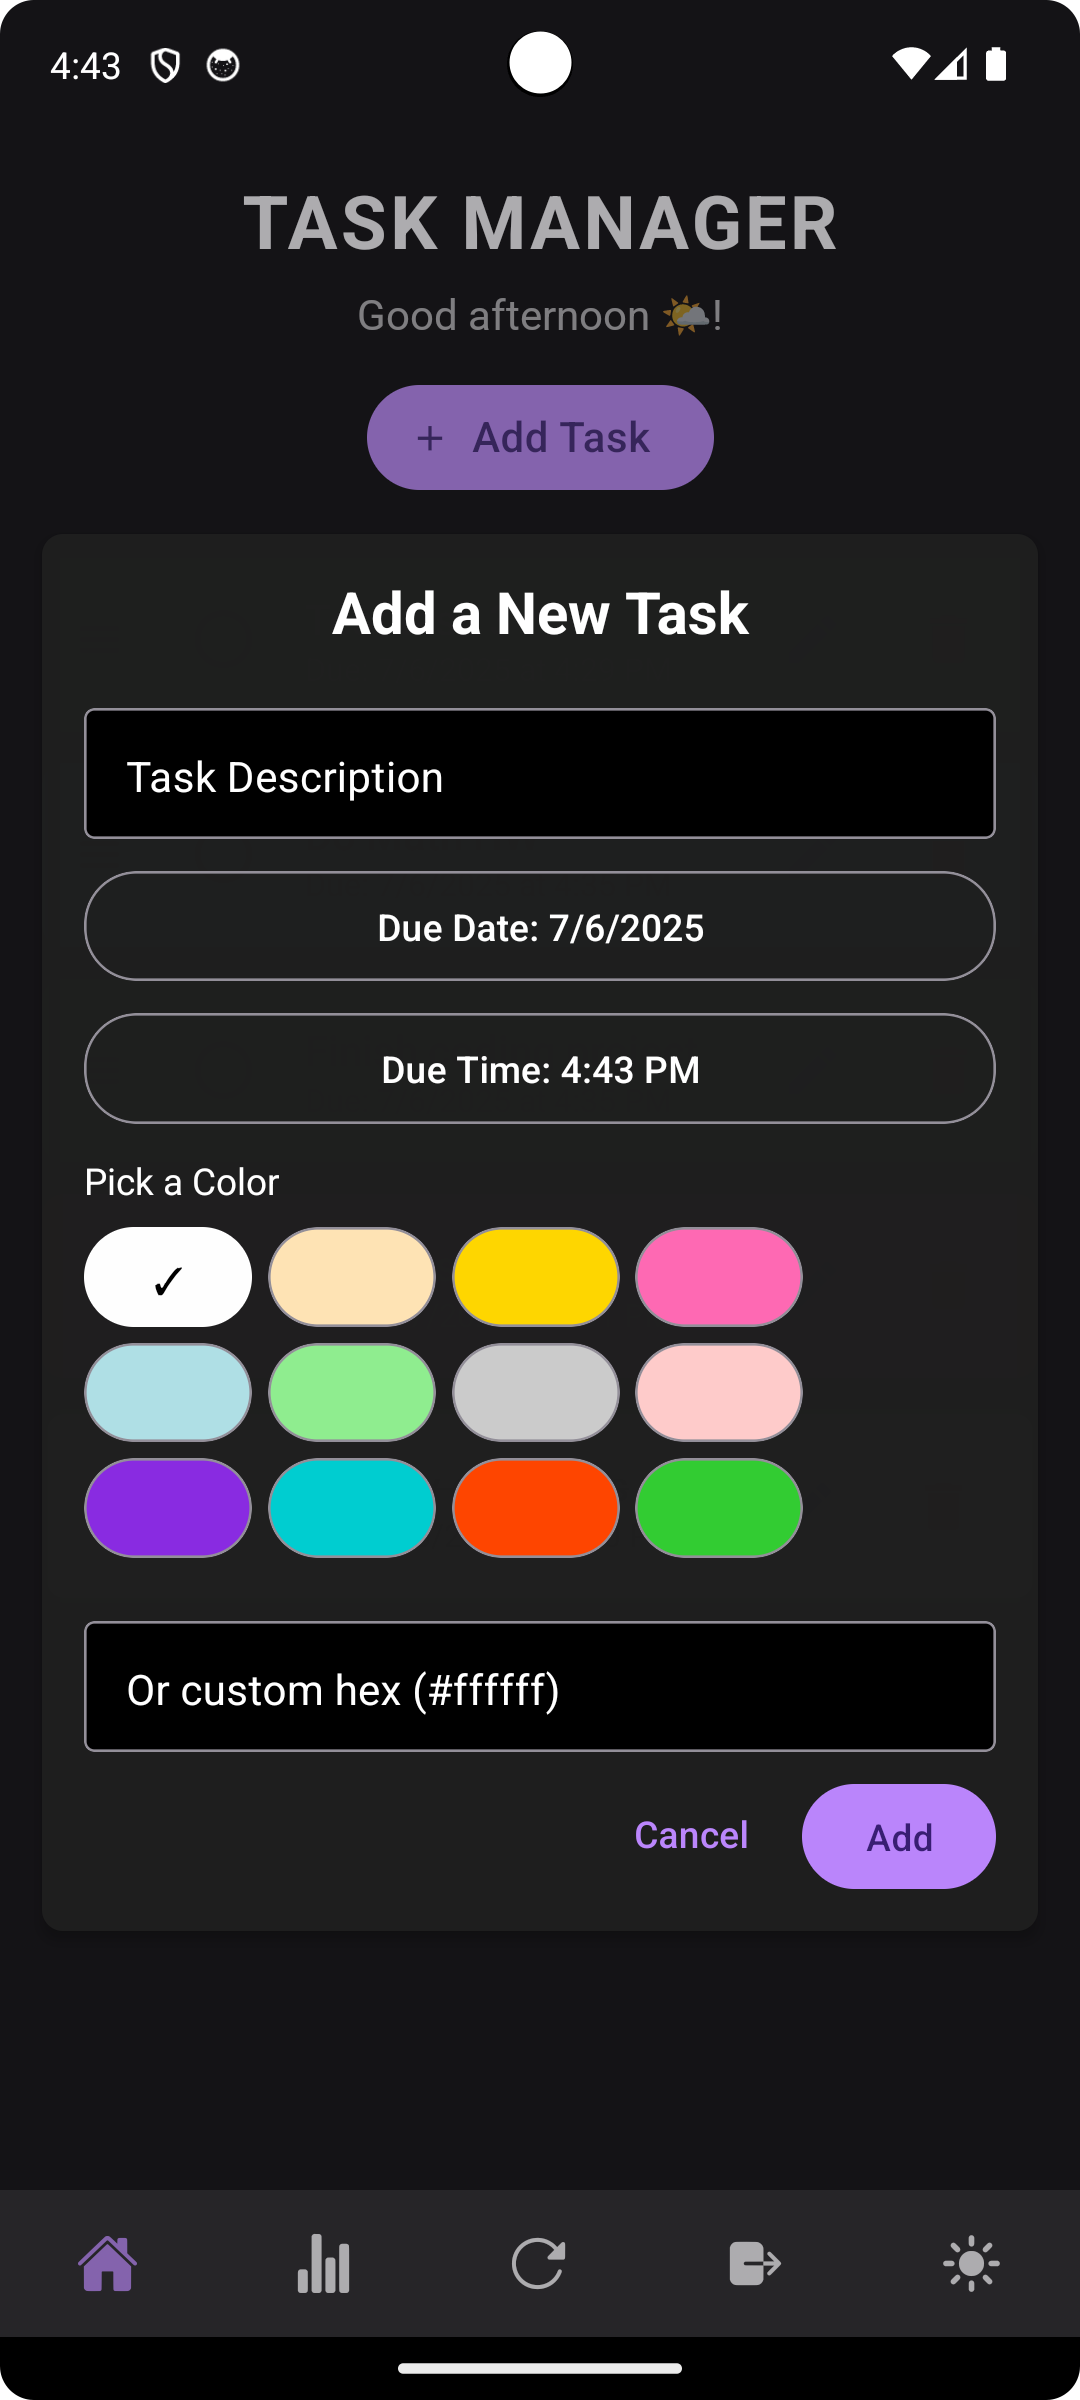 4:43
TASK MANAGER
Good afternoon 🌤️!
+ Add Task
Add a New Task
Task Description
Due Date: 7/6/2025
Due Time: 4:43 PM
Pick a Color
✓
Or custom hex (#ffffff)
Cancel
Add